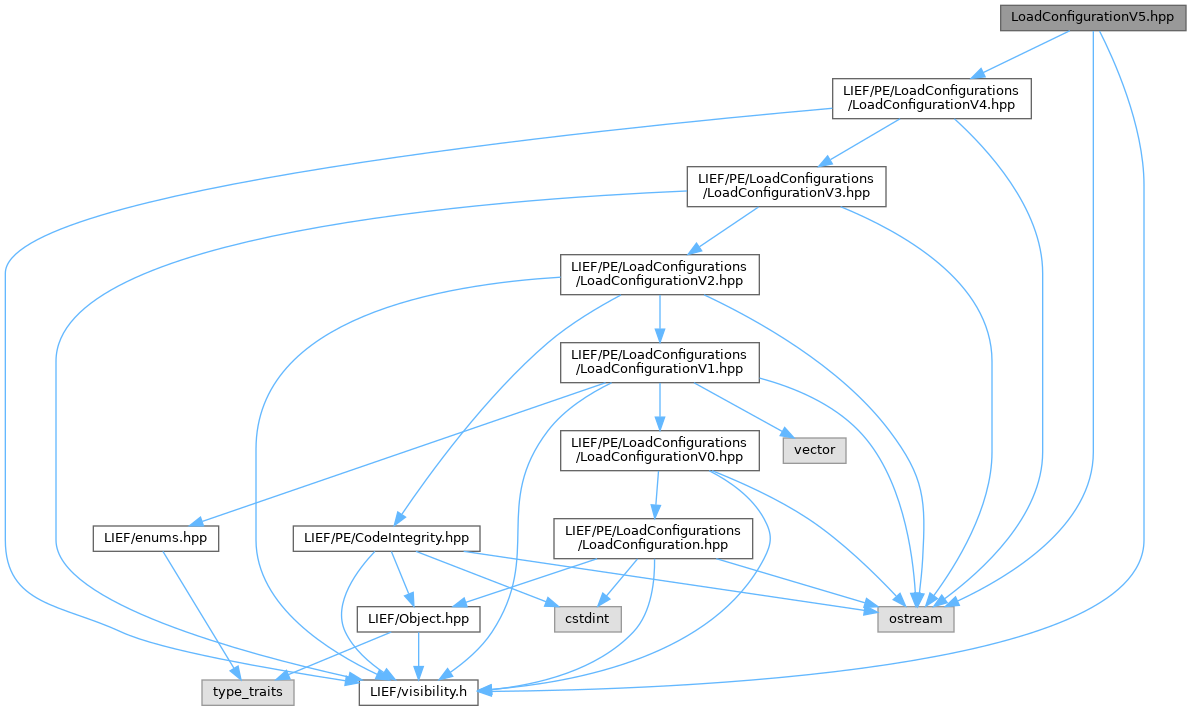 LoadConfigurationV5.hpp
LIEF/PE/LoadConfigurations
/LoadConfigurationV4.hpp
LIEF/PE/LoadConfigurations
/LoadConfigurationV3.hpp
LIEF/PE/LoadConfigurations
/LoadConfigurationV2.hpp
LIEF/PE/LoadConfigurations
/LoadConfigurationV1.hpp
LIEF/PE/LoadConfigurations
/LoadConfigurationV0.hpp
vector
LIEF/enums.hpp
LIEF/PE/CodeIntegrity.hpp
LIEF/PE/LoadConfigurations
/LoadConfiguration.hpp
LIEF/Object.hpp
cstdint
ostream
type_traits
LIEF/visibility.h